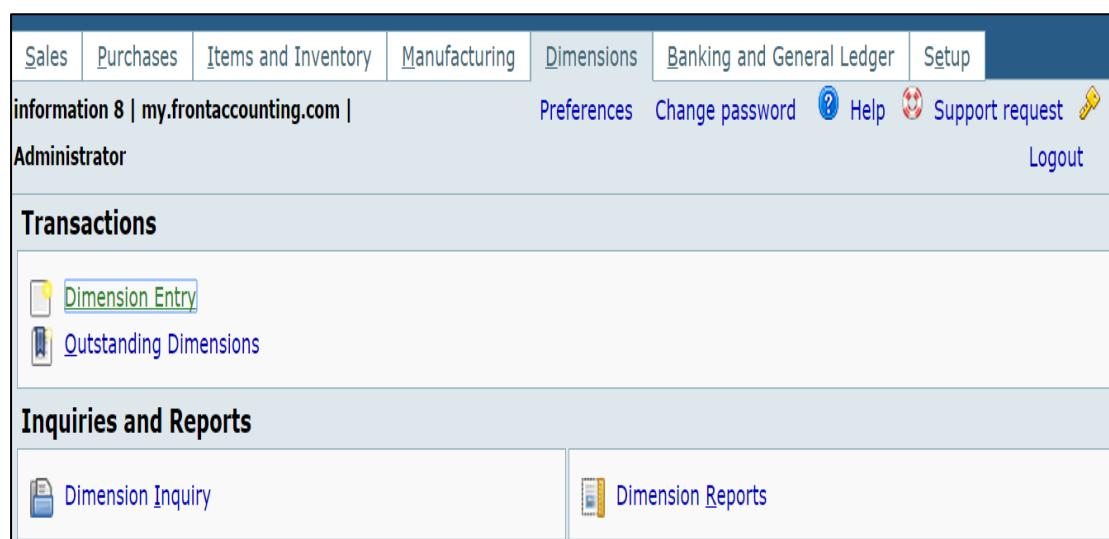 Sales Purchases Items and Inventory Manufacturing Dimensions Banking and General Ledger Setup
information 8 | my.frontaccounting.com | Preferences Change password Help Support request
Administrator Logout
Transactions
Dimension Entry
Outstanding Dimensions
Inquiries and Reports
Dimension Inquiry Dimension Reports